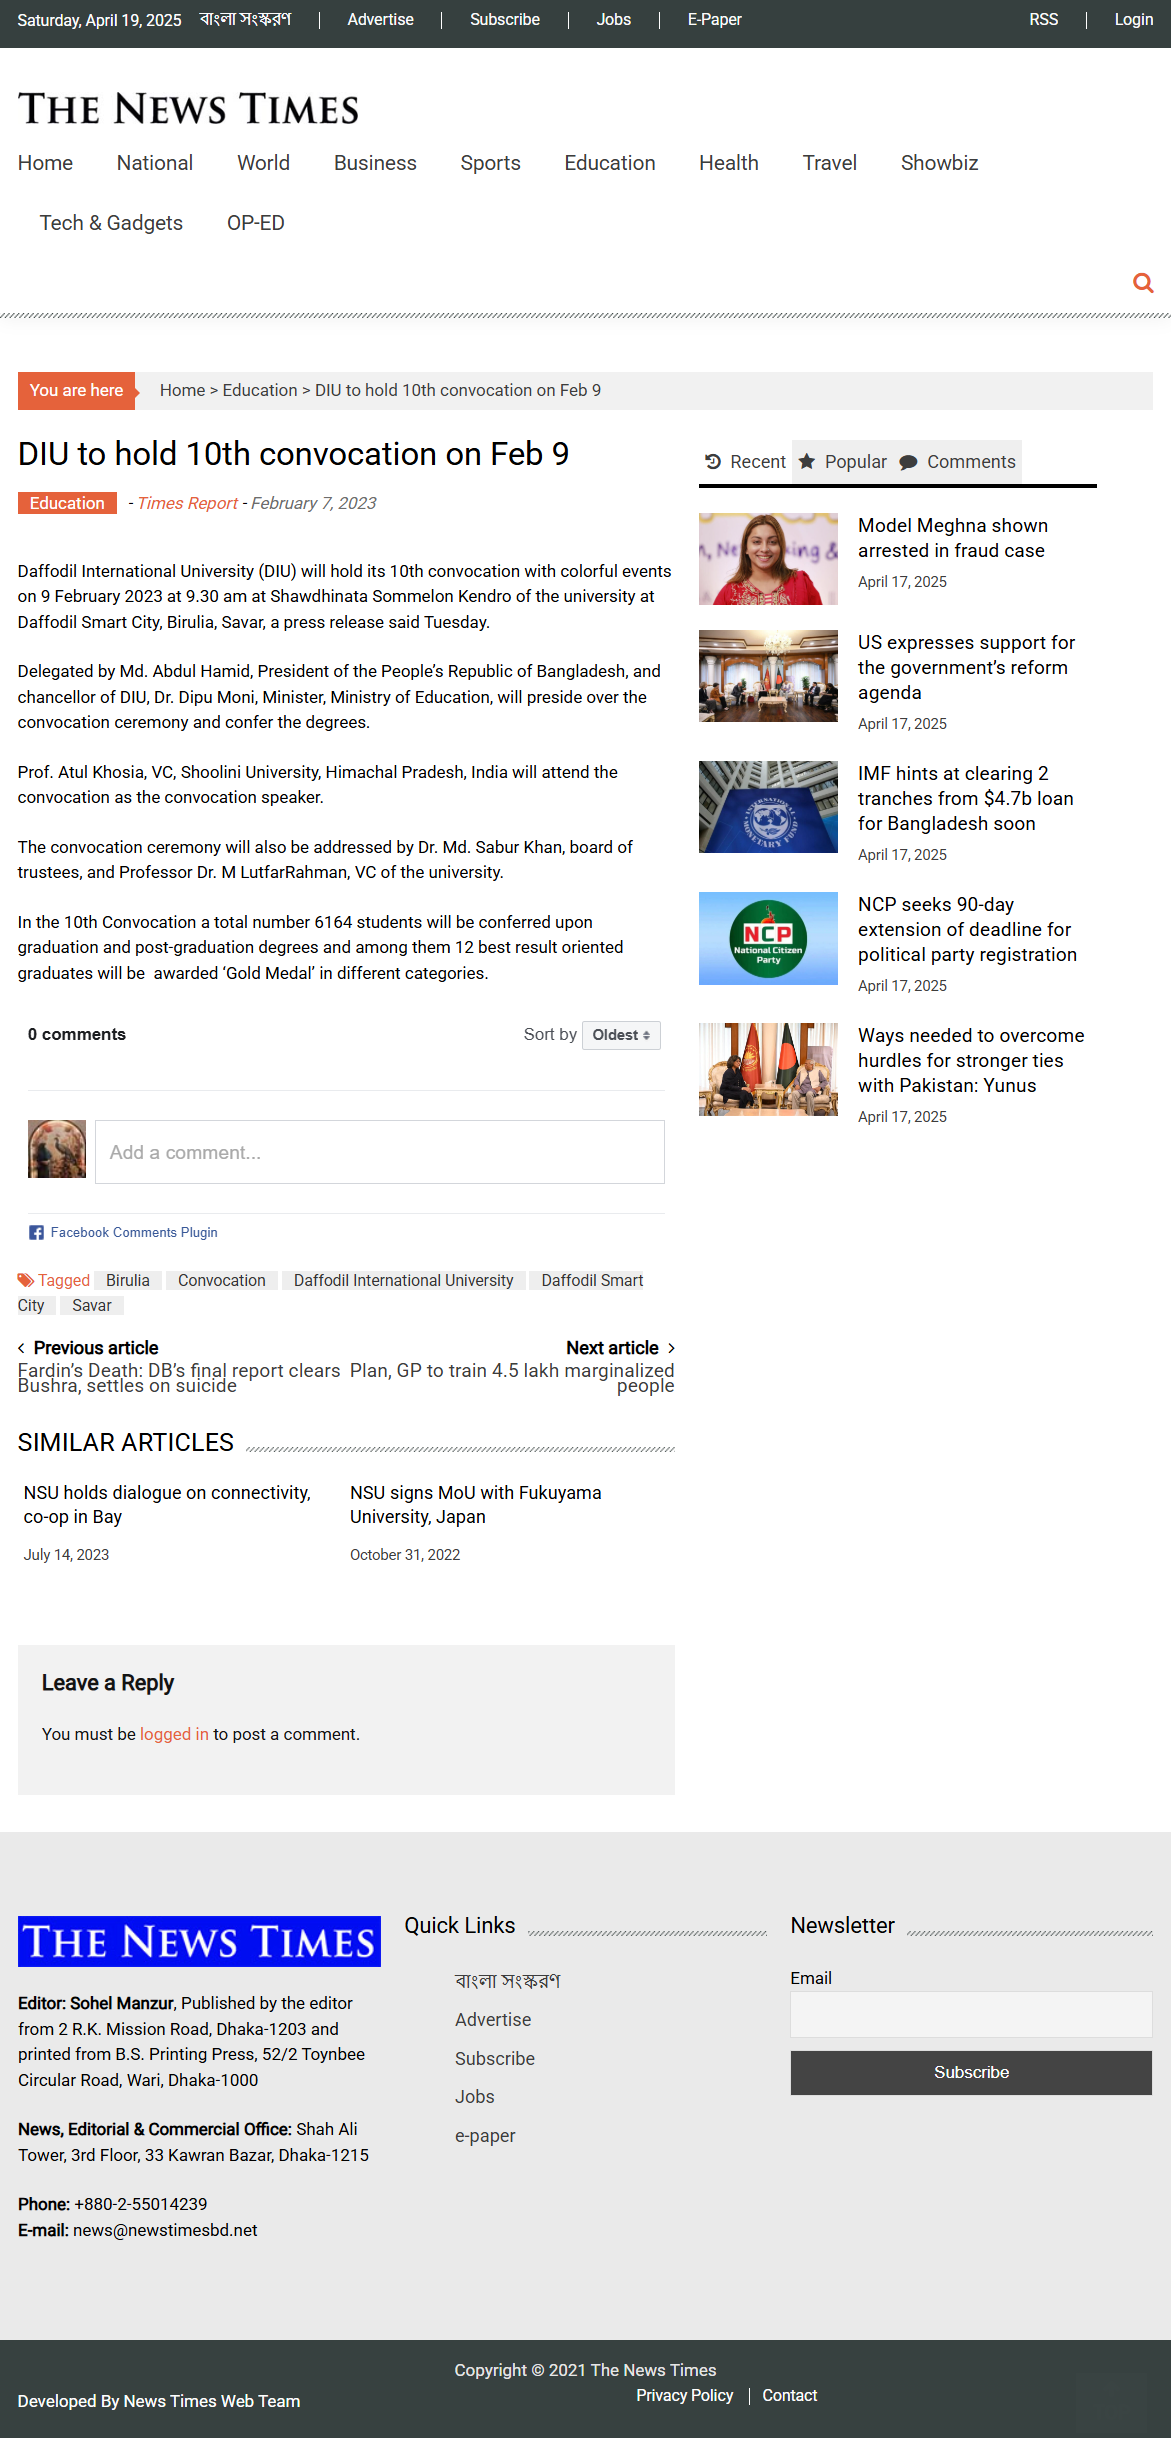 Saturday, April 19, 2025 বাংলা সংস্করণ Advertise Subscribe Jobs E-Paper RSS Login
THE NEWS TIMES
Home National World Business Sports Education Health Travel Showbiz
Tech & Gadgets OP-ED
You are here Home > Education > DIU to hold 10th convocation on Feb 9
DIU to hold 10th convocation on Feb 9
Education - Times Report - February 7, 2023
Daffodil International University (DIU) will hold its 10th convocation with colorful events
on 9 February 2023 at 9.30 am at Shawdhinata Sommelon Kendro of the university at
Daffodil Smart City, Birulia, Savar, a press release said Tuesday.
Delegated by Md. Abdul Hamid, President of the People’s Republic of Bangladesh, and
chancellor of DIU, Dr. Dipu Moni, Minister, Ministry of Education, will preside over the
convocation ceremony and confer the degrees.
Prof. Atul Khosia, VC, Shoolini University, Himachal Pradesh, India will attend the
convocation as the convocation speaker.
The convocation ceremony will also be addressed by Dr. Md. Sabur Khan, board of
trustees, and Professor Dr. M LutfarRahman, VC of the university.
In the 10th Convocation a total number 6164 students will be conferred upon
graduation and post-graduation degrees and among them 12 best result oriented
graduates will be  awarded ‘Gold Medal’ in different categories.
0 comments Sort by Oldest
Add a comment...
Facebook Comments Plugin
Tagged Birulia Convocation Daffodil International University Daffodil Smart
City Savar
Previous article
Fardin’s Death: DB’s final report clears
Bushra, settles on suicide
Next article
Plan, GP to train 4.5 lakh marginalized
people
SIMILAR ARTICLES
NSU holds dialogue on connectivity,
co-op in Bay
July 14, 2023
NSU signs MoU with Fukuyama
University, Japan
October 31, 2022
Leave a Reply
You must be logged in to post a comment.
Recent Popular Comments
Model Meghna shown
arrested in fraud case
April 17, 2025
US expresses support for
the government’s reform
agenda
April 17, 2025
INTERNATIONAL
MONETARY FUND
IMF hints at clearing 2
tranches from $4.7b loan
for Bangladesh soon
April 17, 2025
NCP
National Citizen
Party
NCP seeks 90-day
extension of deadline for
political party registration
April 17, 2025
Ways needed to overcome
hurdles for stronger ties
with Pakistan: Yunus
April 17, 2025
THE NEWS TIMES
Editor: Sohel Manzur, Published by the editor
from 2 R.K. Mission Road, Dhaka-1203 and
printed from B.S. Printing Press, 52/2 Toynbee
Circular Road, Wari, Dhaka-1000
News, Editorial & Commercial Office: Shah Ali
Tower, 3rd Floor, 33 Kawran Bazar, Dhaka-1215
Phone: +880-2-55014239
E-mail: news@newstimesbd.net
Quick Links
বাংলা সংস্করণ
Advertise
Subscribe
Jobs
e-paper
Newsletter
Email
Subscribe
Copyright © 2021 The News Times
Privacy Policy Contact
Developed By News Times Web Team